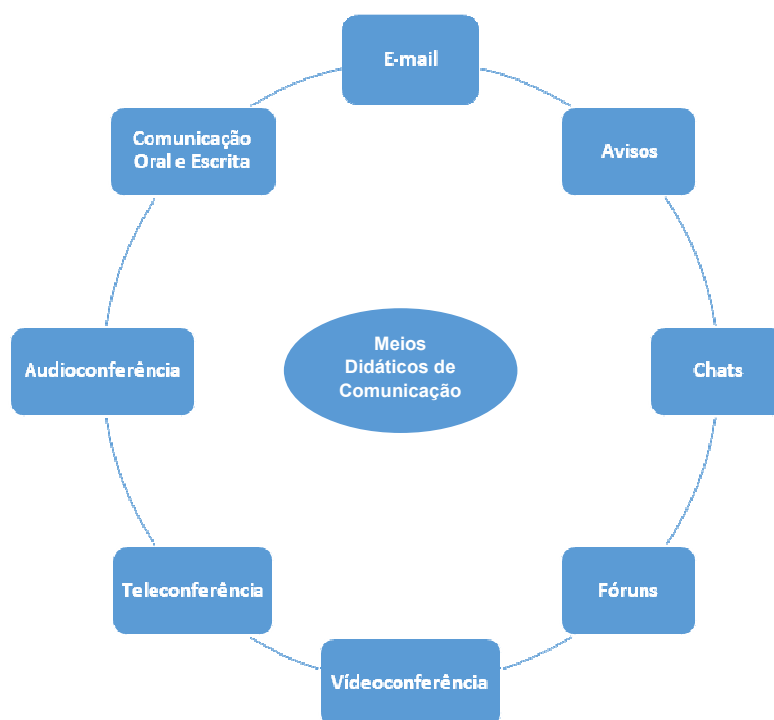 E-mail
Avisos
Chats
Fóruns
Vídeoconferência
Teleconferência
Audioconferência
Comunicação
Oral e Escrita
Meios
Didáticos de
Comunicação